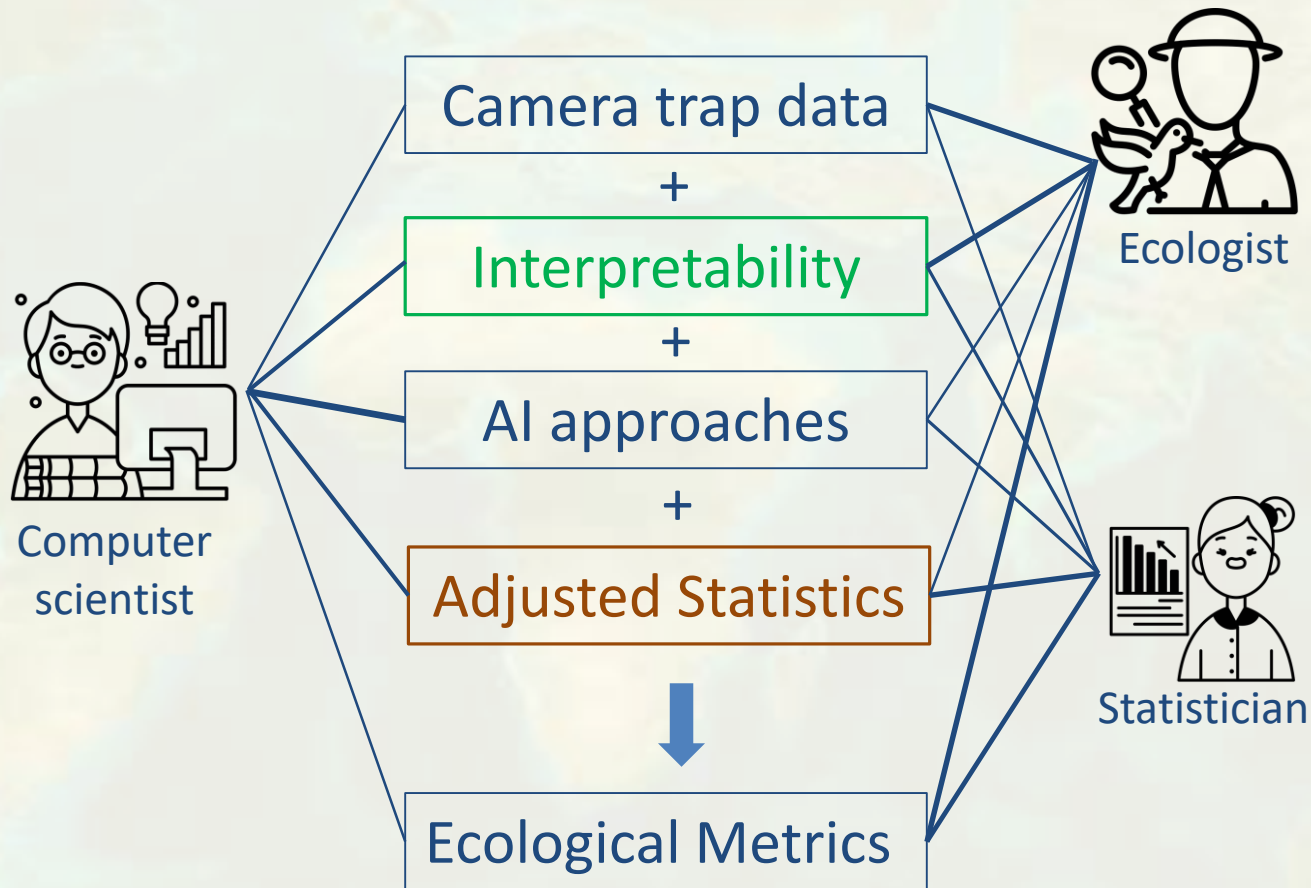 Camera trap data
+
Interpretability
+
AI approaches
+
Adjusted Statistics
Ecological Metrics
Computer
scientist
Ecologist
Statistician